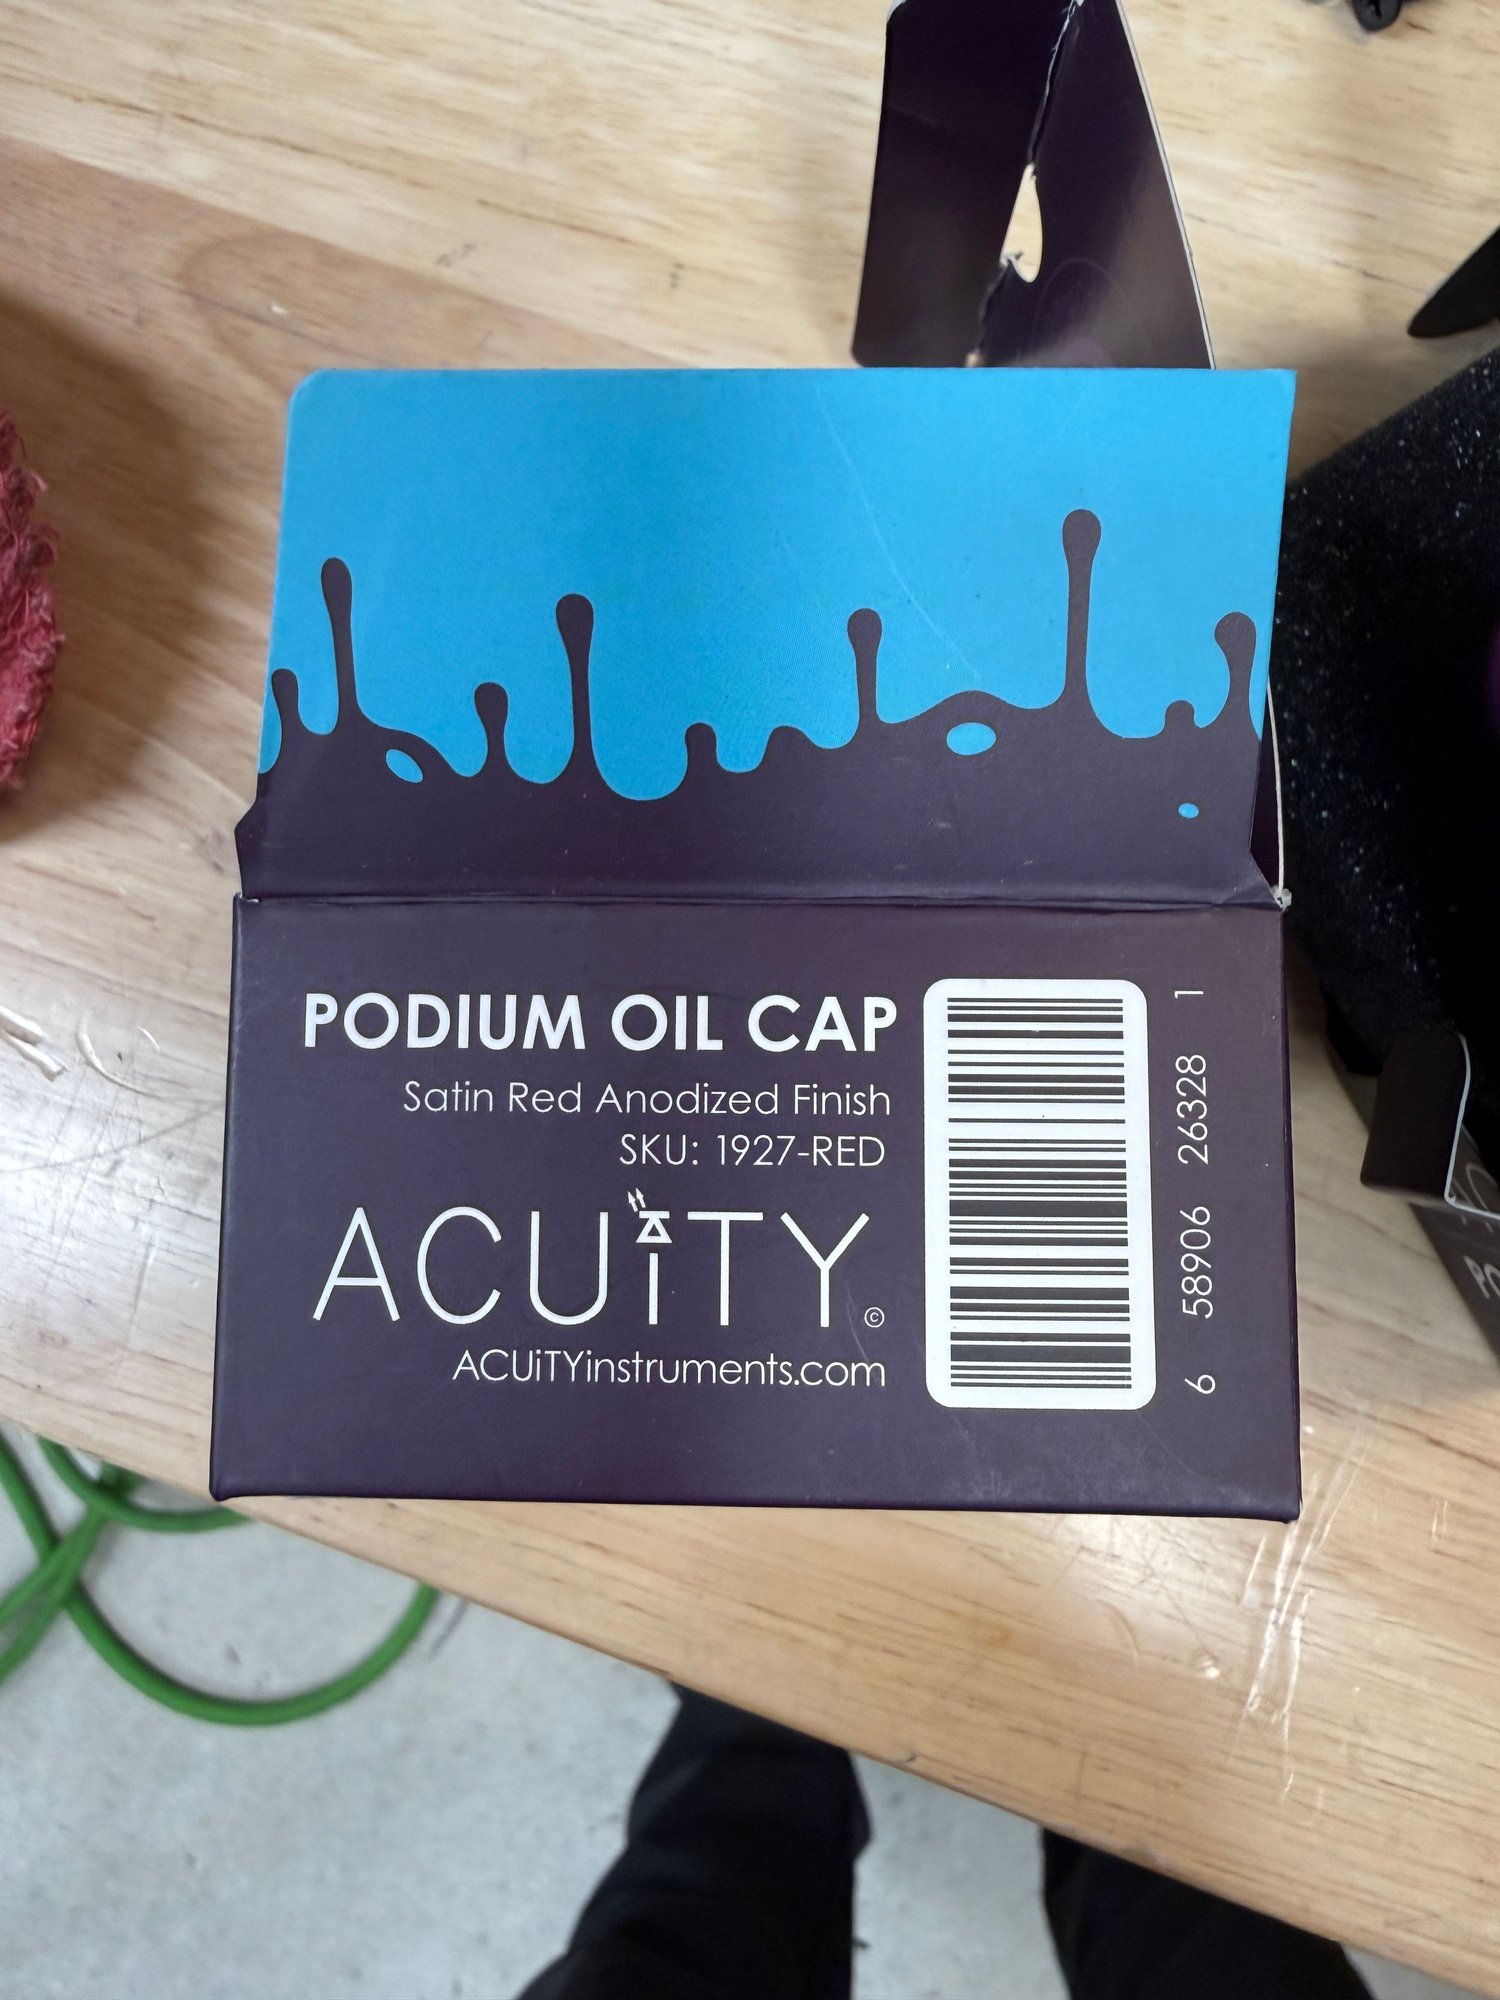 PODIUM OIL CAP
Satin Red Anodized Finish
SKU: 1927-RED
ACUiTY©
ACUiTYinstruments.com
6 58906 26328 1